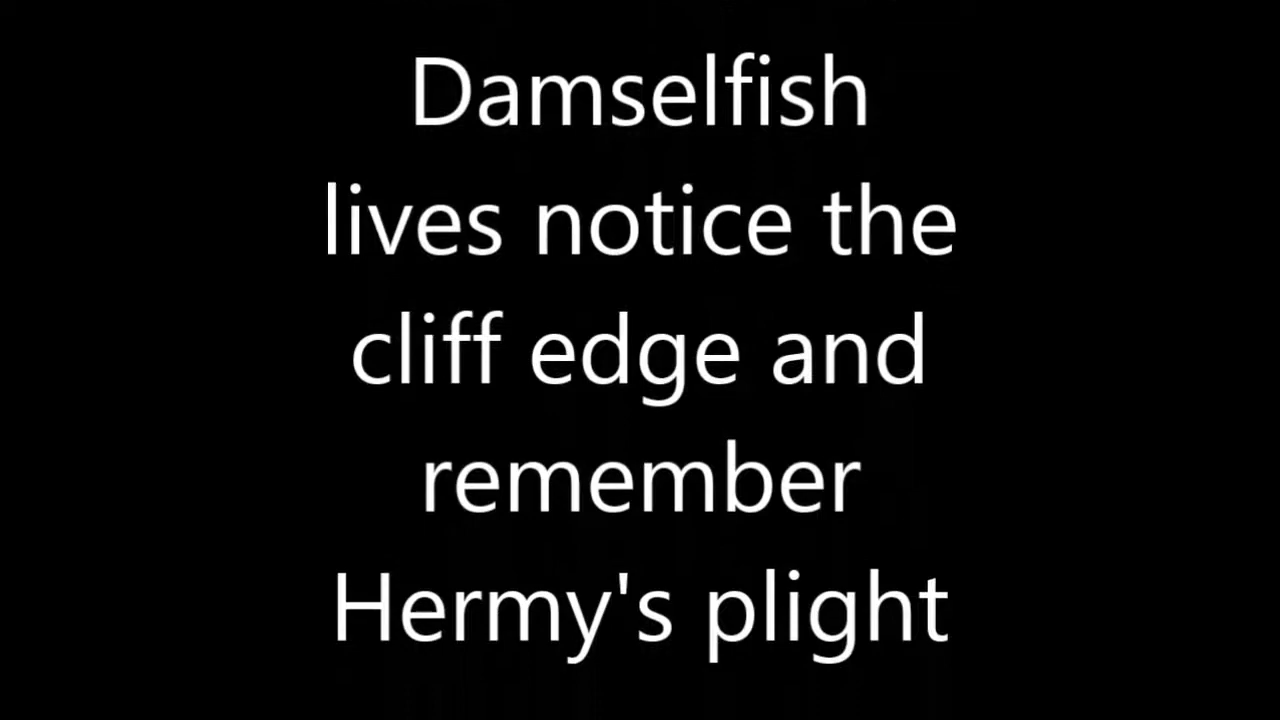 Damselfish
lives notice the
cliff edge and
remember
Hermy's plight